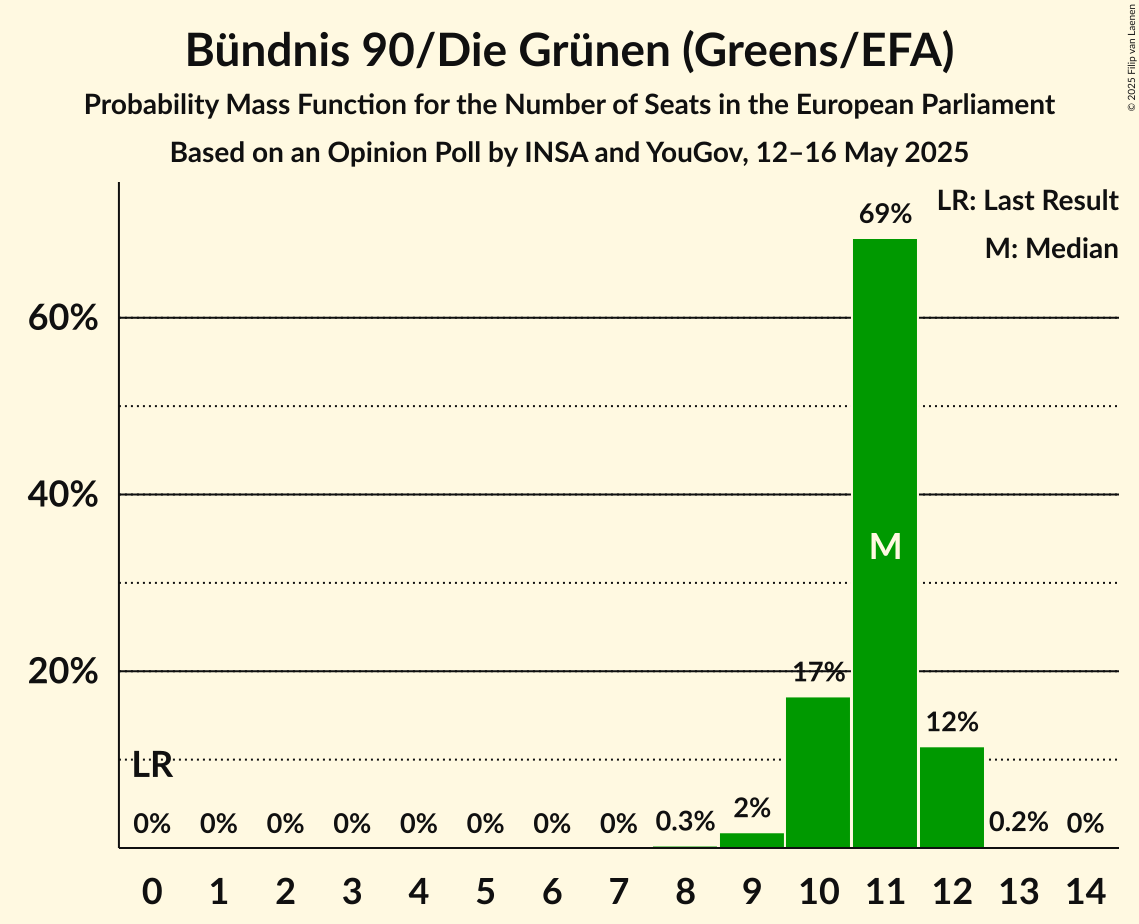 Bündnis 90/Die Grünen (Greens/EFA)
Probability Mass Function for the Number of Seats in the European Parliament
Based on an Opinion Poll by INSA and YouGov, 12–16 May 2025
© 2025 Filip van Laenen
LR: Last Result
M: Median
69%
60%
40%
M
20%
17%
12%
LR
0% 0% 0% 0% 0% 0% 0% 0% 0.3% 2% 0.2% 0%
0 1 2 3 4 5 6 7 8 9 10 11 12 13 14